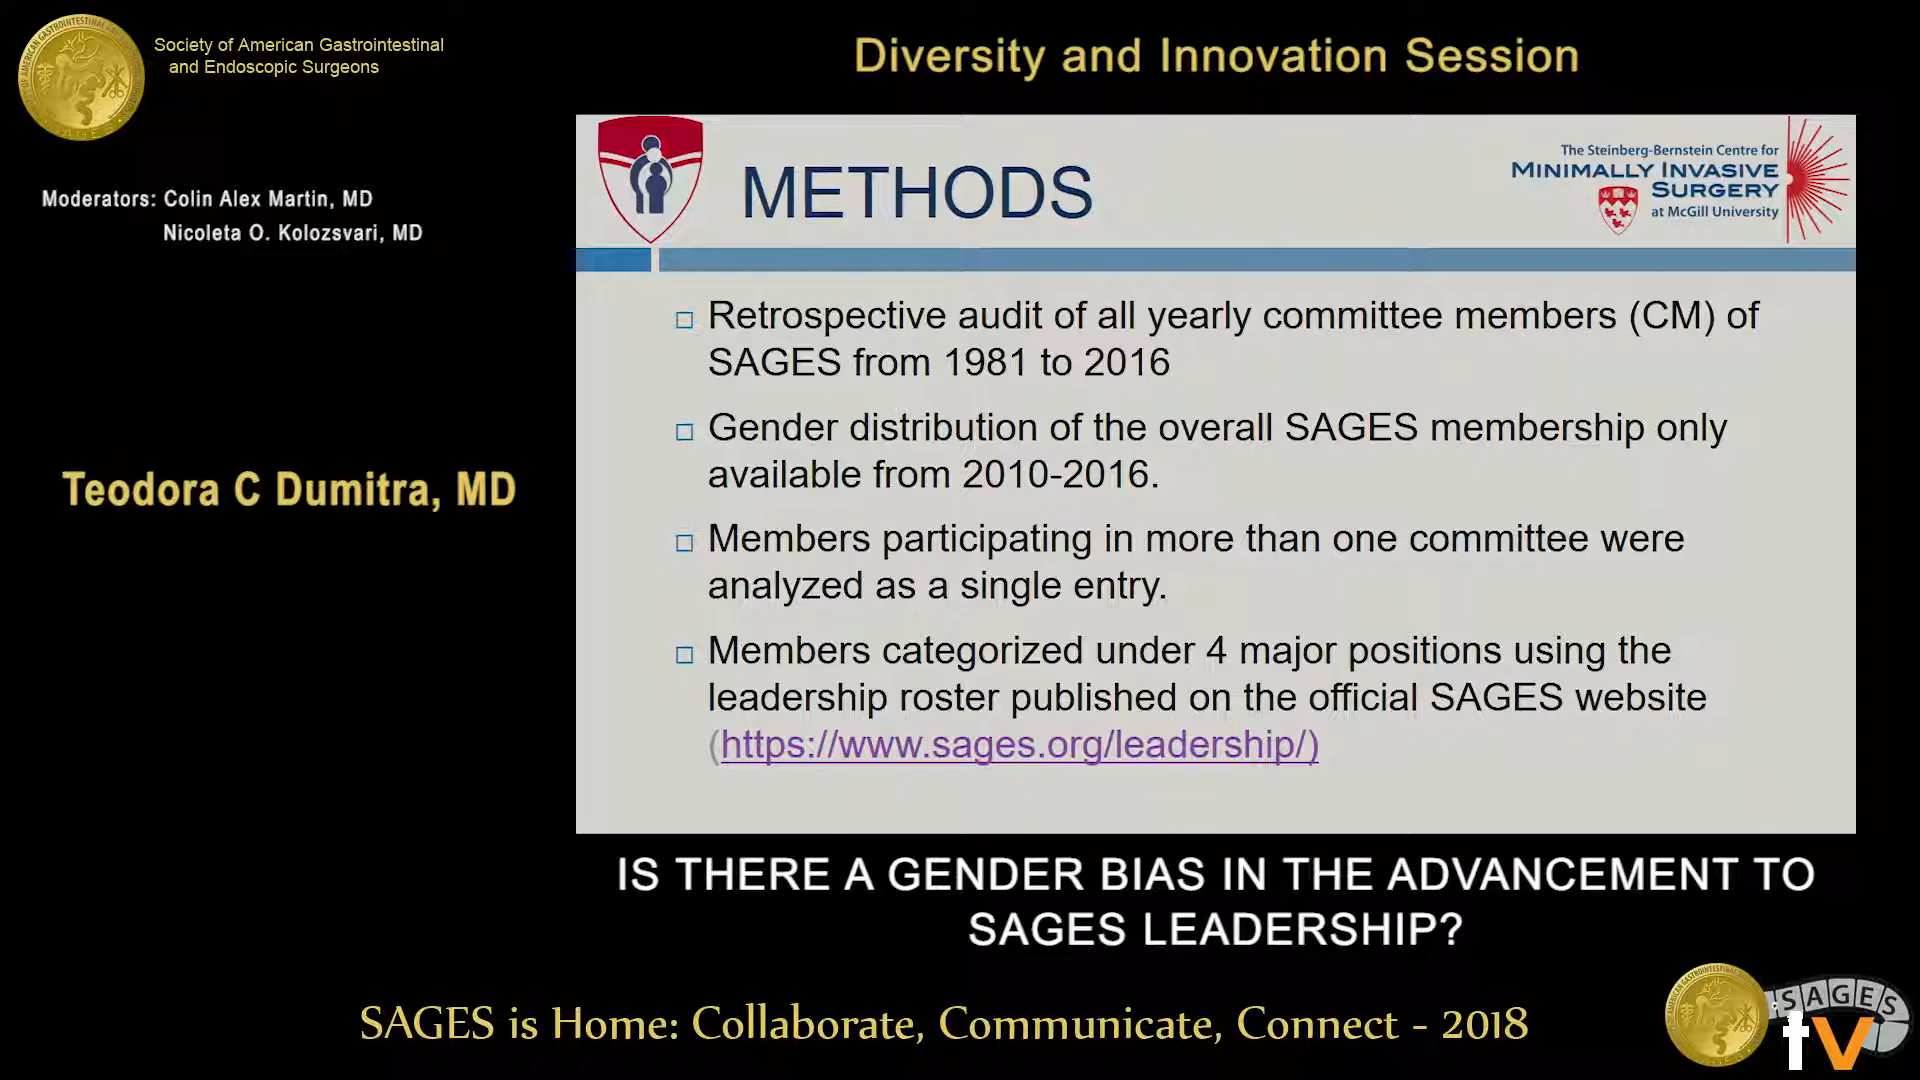 Society of American Gastrointestinal
and Endoscopic Surgeons
Diversity and Innovation Session
Moderators: Colin Alex Martin, MD
Nicoleta O. Kolozsvari, MD
Teodora C Dumitra, MD
METHODS
The Steinberg-Bernstein Centre for
MINIMALLY INVASIVE
SURGERY
at McGill University
□ Retrospective audit of all yearly committee members (CM) of
SAGES from 1981 to 2016
□ Gender distribution of the overall SAGES membership only
available from 2010-2016.
□ Members participating in more than one committee were
analyzed as a single entry.
□ Members categorized under 4 major positions using the
leadership roster published on the official SAGES website
(https://www.sages.org/leadership/)
IS THERE A GENDER BIAS IN THE ADVANCEMENT TO
SAGES LEADERSHIP?
SAGES is Home: Collaborate, Communicate, Connect - 2018
SAGES
tv